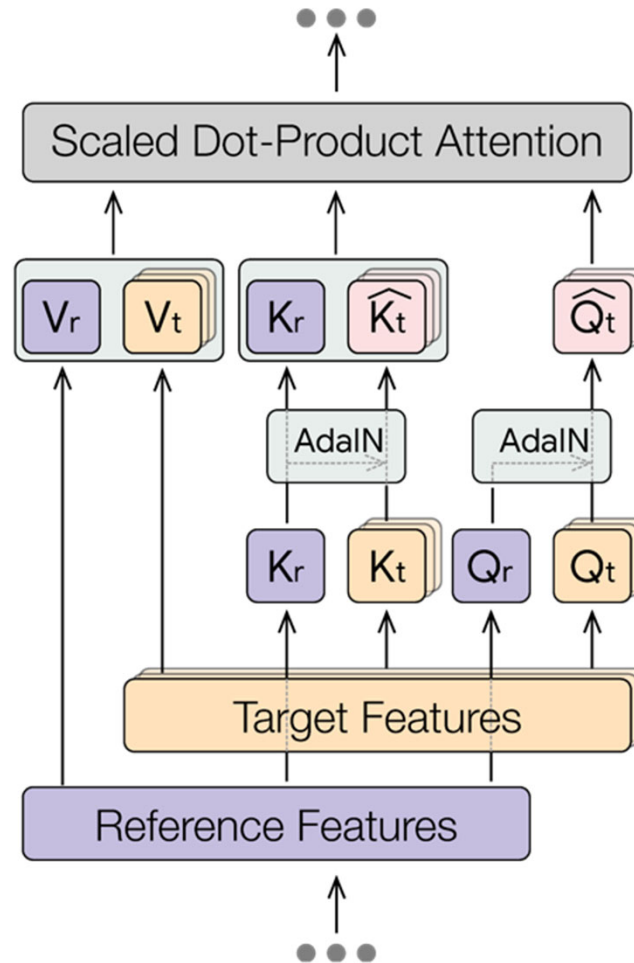 Scaled Dot-Product Attention
Vr Vt Kr K̂t Q̂t
AdaIN AdaIN
Kr Kt Qr Qt
Target Features
Reference Features